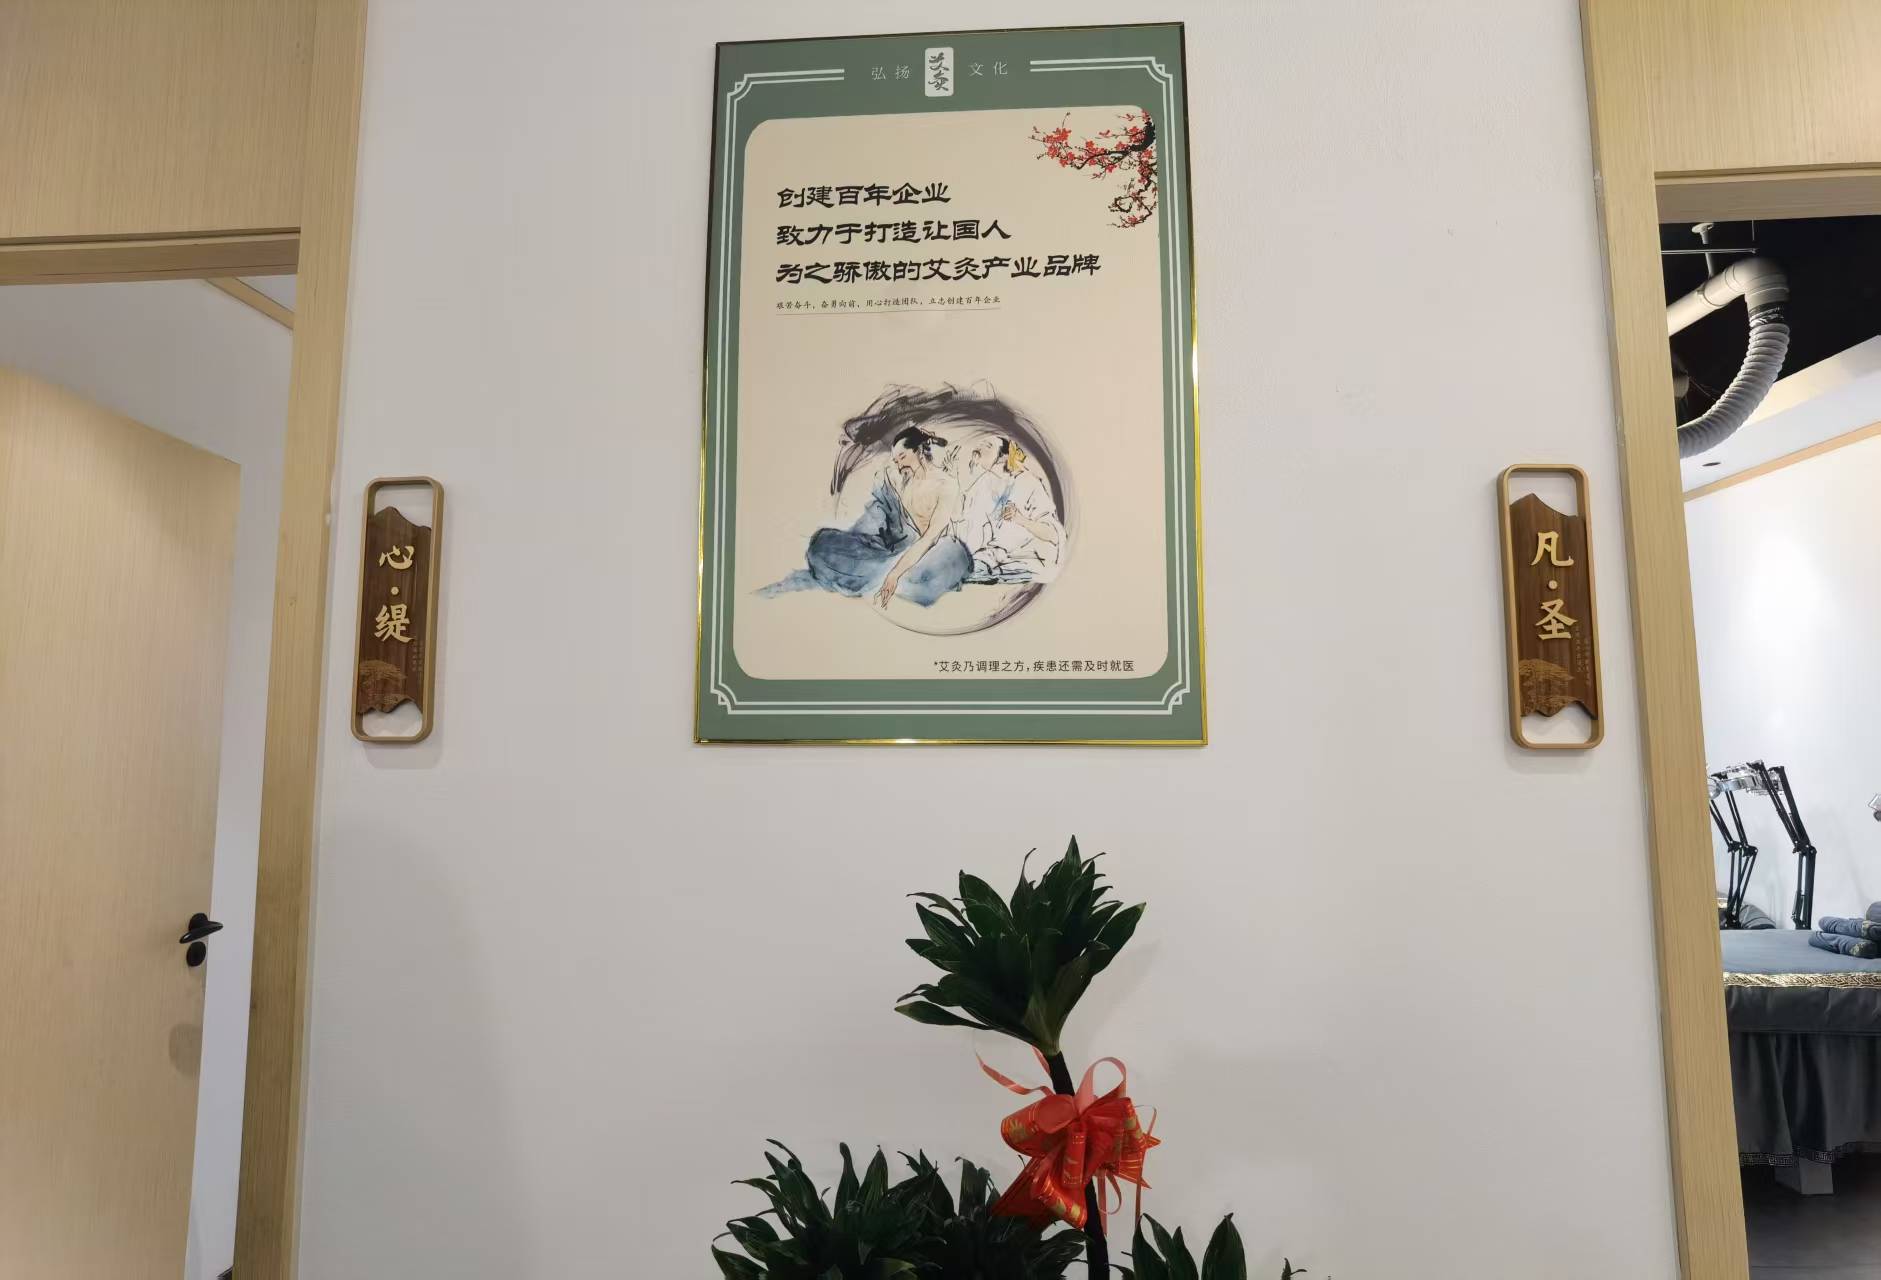 弘扬 艾灸 文化
创建百年企业
致力于打造让国人
为之骄傲的艾灸产业品牌
艰苦奋斗，奋勇向前，用心打造团队，立志创建百年企业
*艾灸乃调理之方，疾患还需及时就医
心·缇
凡·圣